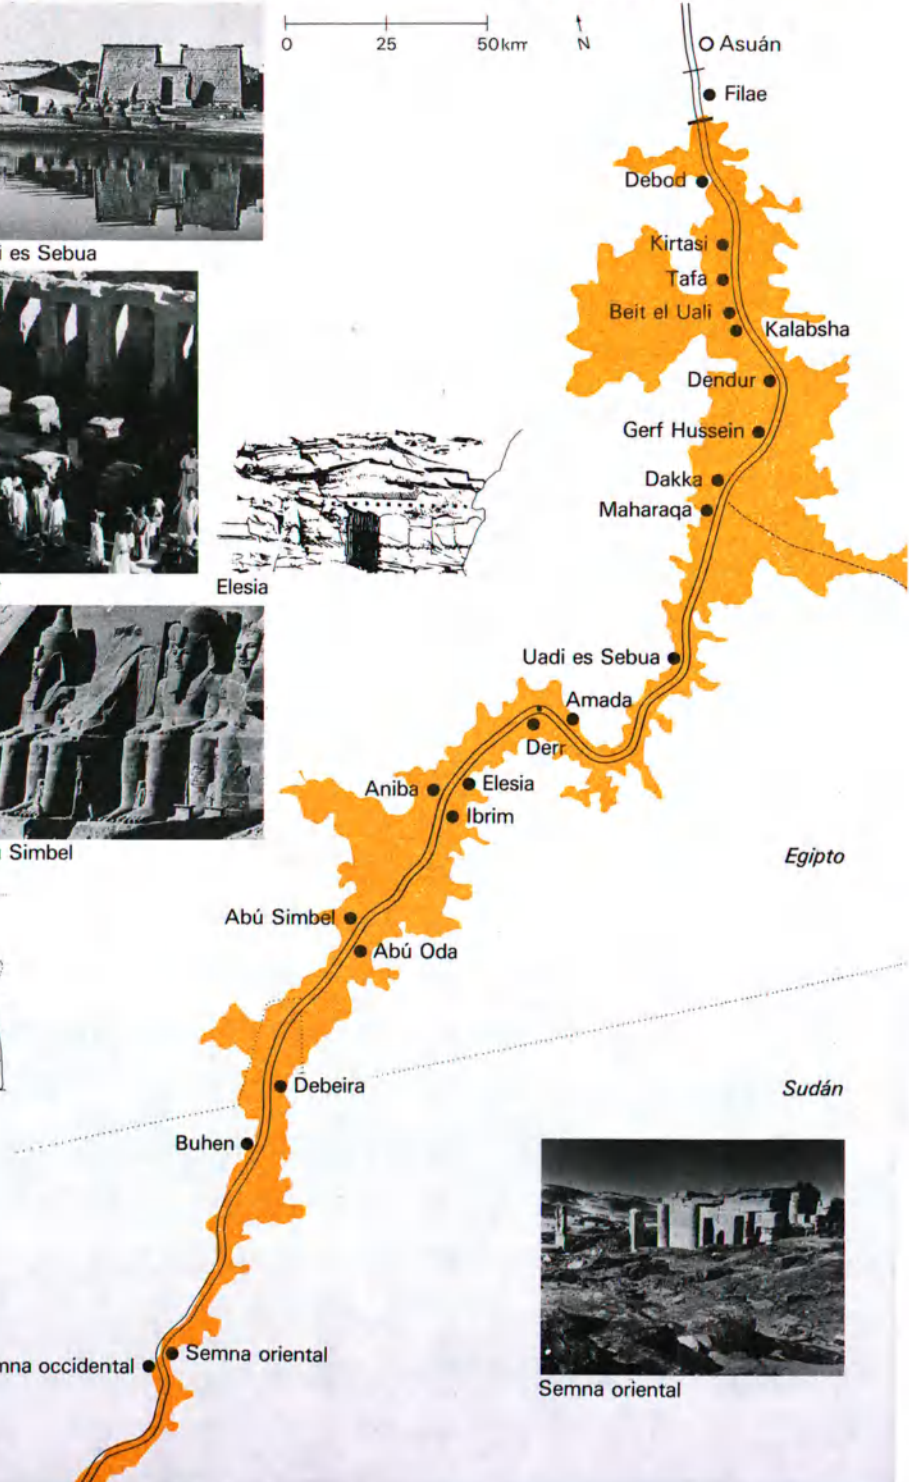 0 25 50km
N
Asuán
Filae
i es Sebua
Debod
Kirtasi
Tafa
Beit el Uali
Kalabsha
Dendur
Gerf Hussein
Dakka
Maharaqa
Elesia
Uadi es Sebua
Amada
Derr
Aniba
Elesia
Ibrim
Simbel
Egipto
Abú Simbel
Abú Oda
Debeira
Sudán
Buhen
mna occidental
Semna oriental
Semna oriental